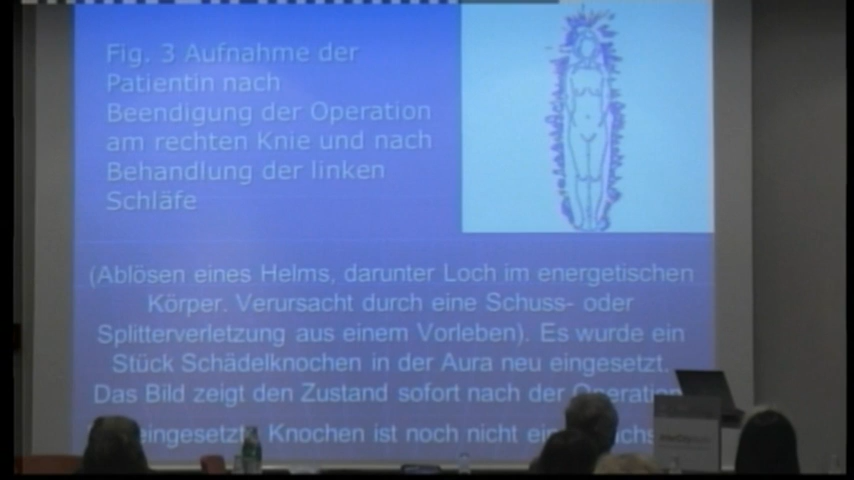 Fig. 3 Aufnahme der
Patientin nach
Beendigung der Operation
am rechten Knie und nach
Behandlung der linken
Schläfe
(Ablösen eines Helms, darunter Loch im energetischen
Körper. Verursacht durch eine Schuss- oder
Splitterverletzung aus einem Vorleben). Es wurde ein
Stück Schädelknochen in der Aura neu eingesetzt.
Das Bild zeigt den Zustand sofort nach der Operation
Knochen ist noch nicht